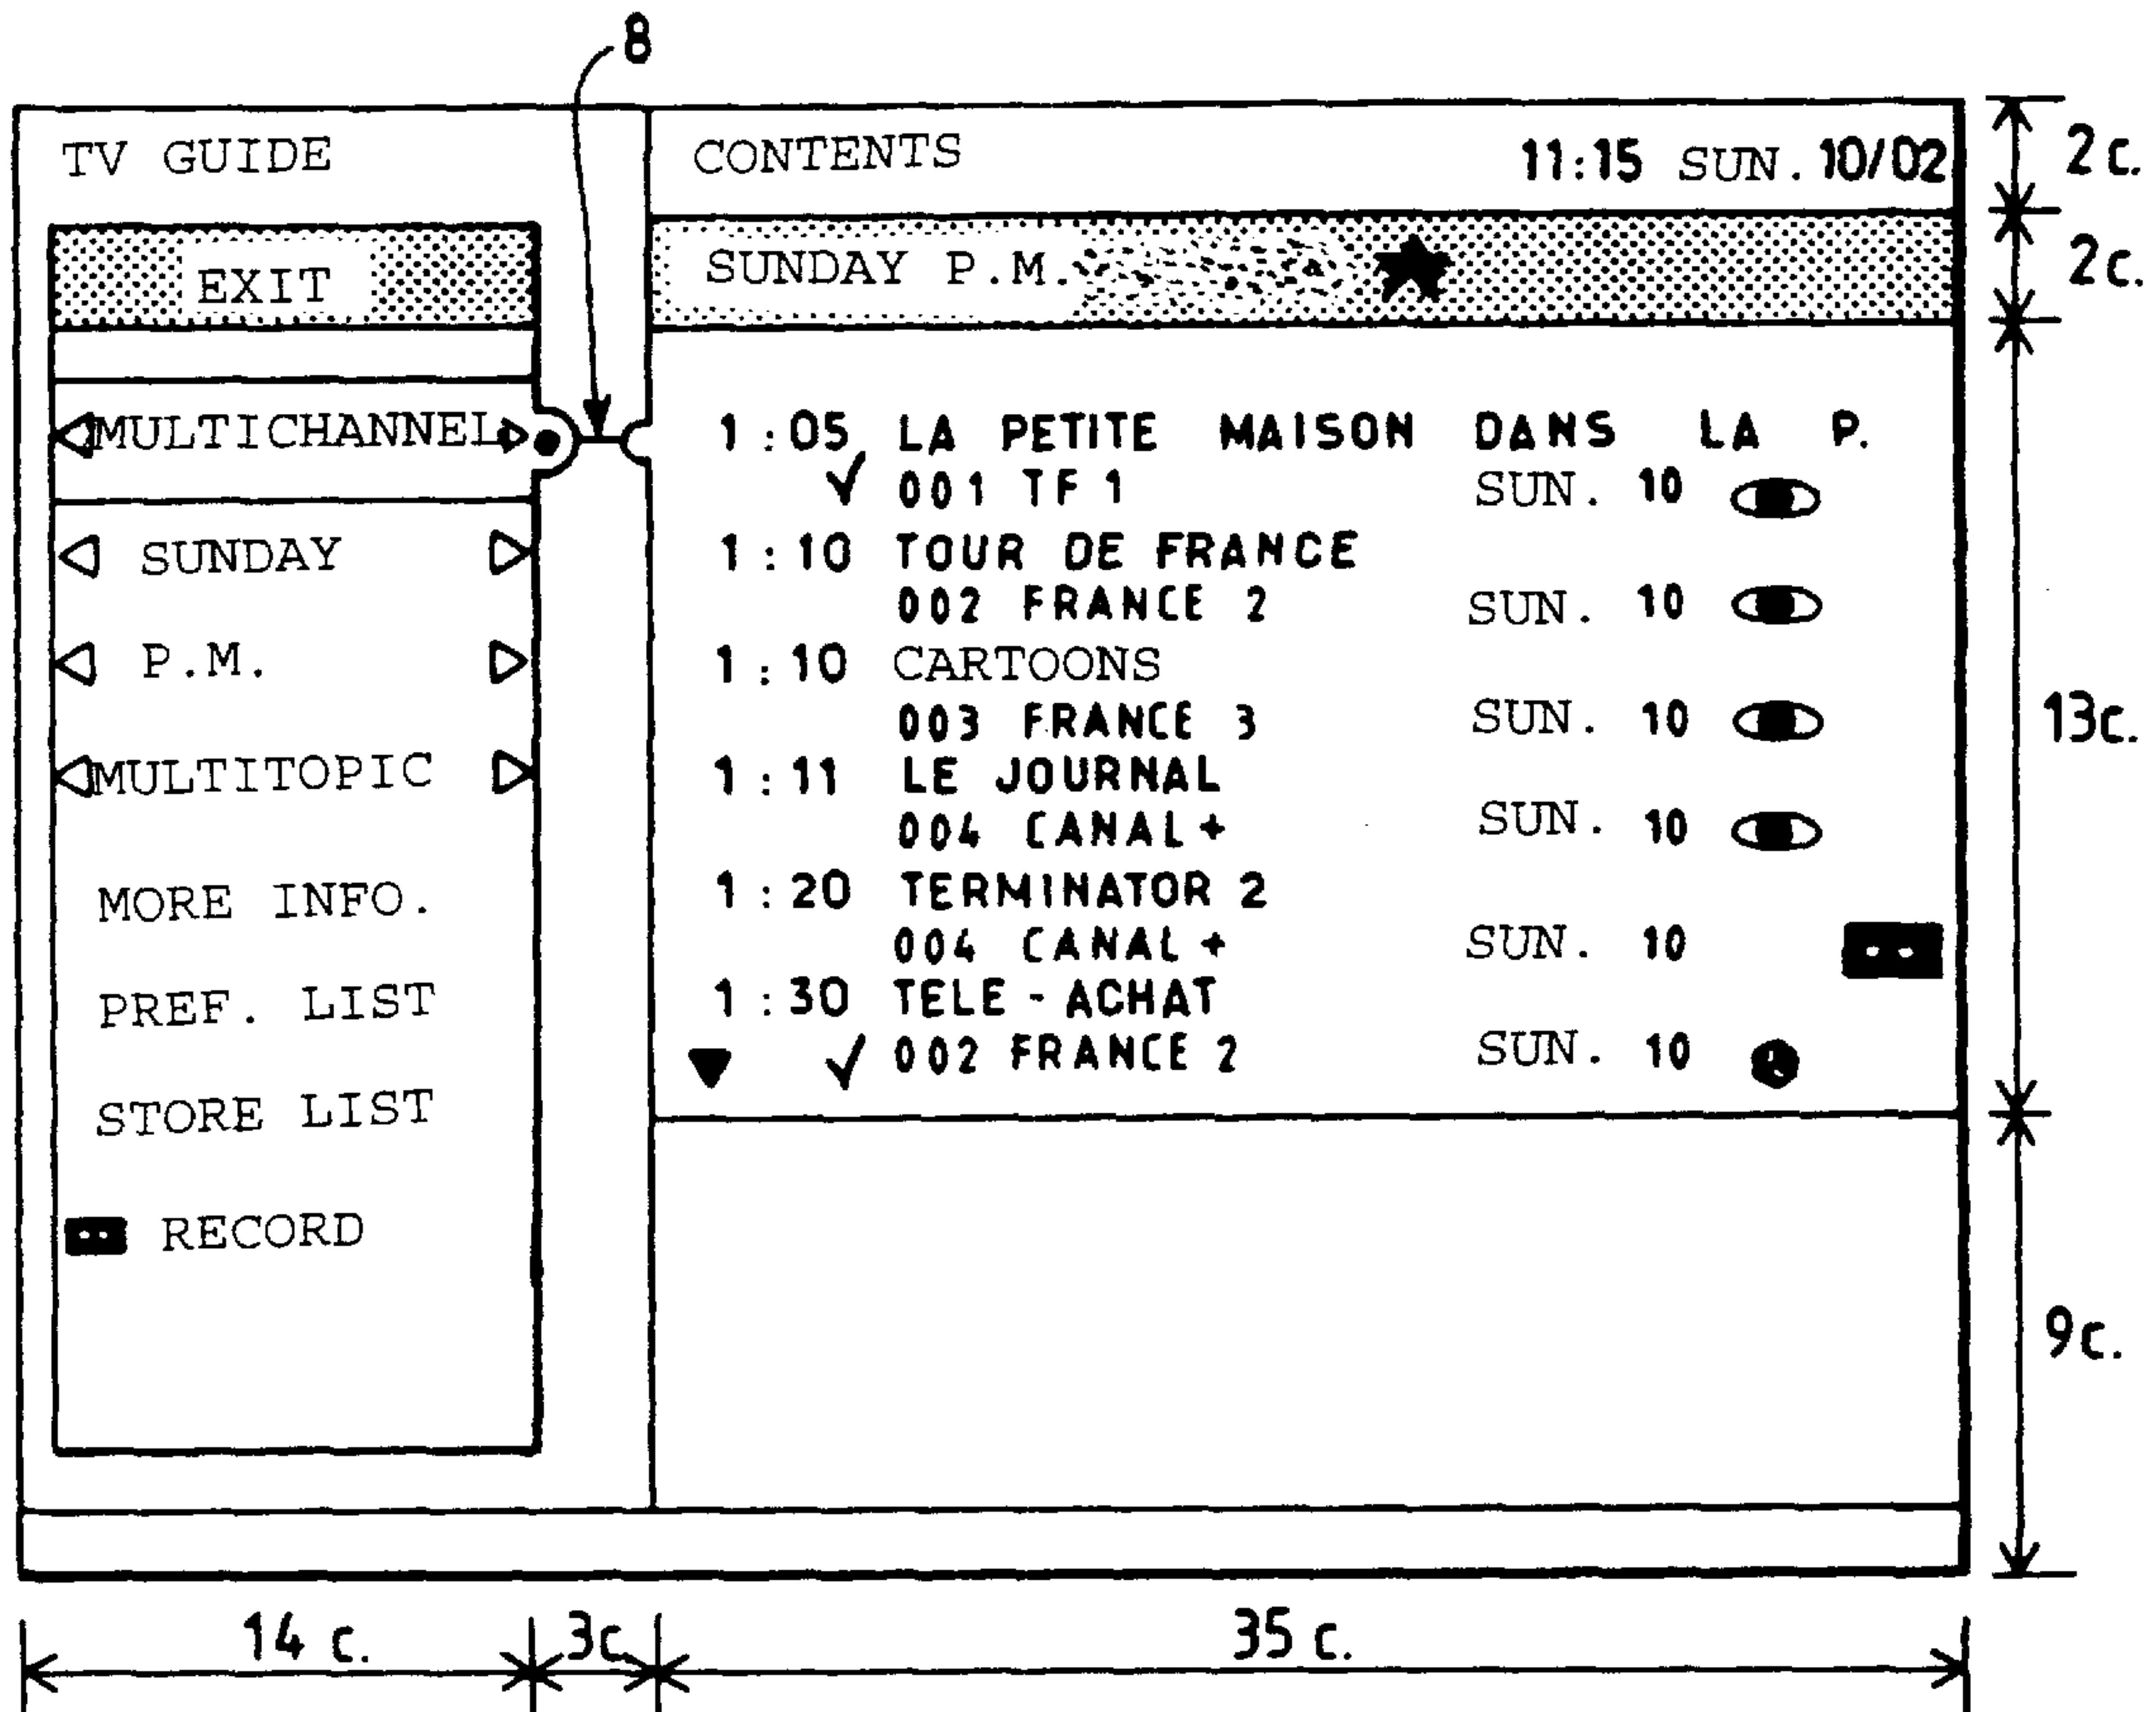 8
TV GUIDE
CONTENTS 11:15 SUN. 10/02
2c.
EXIT
SUNDAY P.M.
2c.
MULTICHANNEL
SUNDAY
P.M.
MULTITOPIC
MORE INFO.
PREF. LIST
STORE LIST
RECORD
1:05 LA PETITE MAISON DANS LA P.
001 TF1 SUN. 10
1:10 TOUR DE FRANCE
002 FRANCE 2 SUN. 10
1:10 CARTOONS
003 FRANCE 3 SUN. 10
1:11 LE JOURNAL
004 CANAL+ SUN. 10
1:20 TERMINATOR 2
004 CANAL+ SUN. 10
1:30 TELE-ACHAT
002 FRANCE 2 SUN. 10
13c.
9c.
14 c. 3c. 35 c.